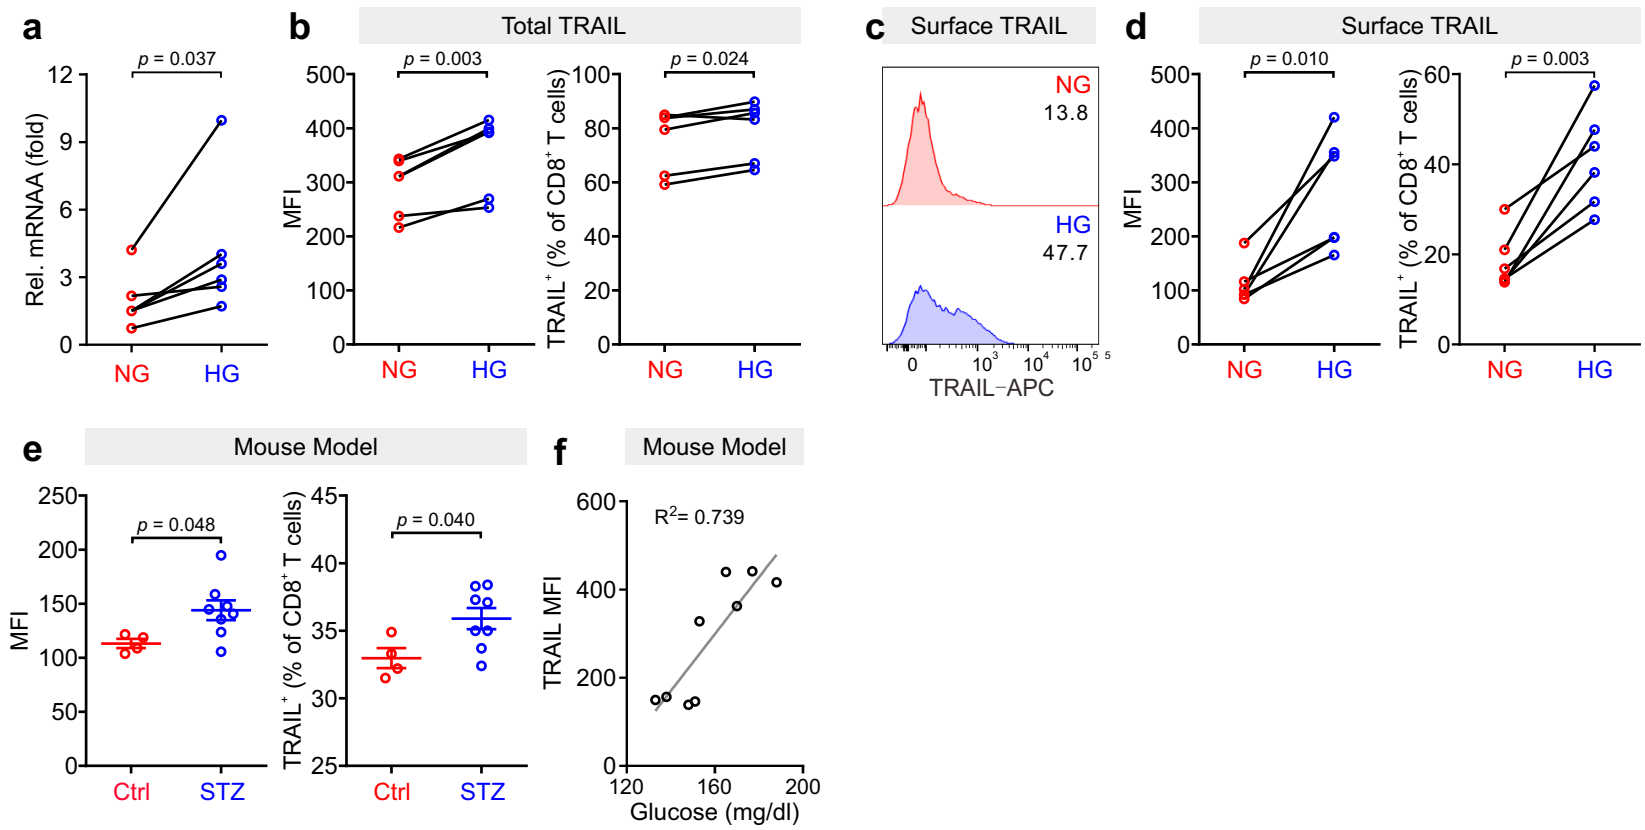 a
p = 0.037
Rel. mRNAA (fold)
12
9
6
3
0
NG
HG
b
Total TRAIL
p = 0.003
MFI
500
400
300
200
100
0
NG
HG
p = 0.024
TRAIL⁺ (% of CD8⁺ T cells)
100
80
60
40
20
0
NG
HG
c
Surface TRAIL
NG
13.8
HG
47.7
0
10³
10⁴
10⁵ 5
TRAIL–APC
d
Surface TRAIL
p = 0.010
MFI
500
400
300
200
100
0
NG
HG
p = 0.003
TRAIL⁺ (% of CD8⁺ T cells)
60
40
20
0
NG
HG
e
Mouse Model
p = 0.048
MFI
250
200
150
100
50
0
Ctrl
STZ
p = 0.040
TRAIL⁺ (% of CD8⁺ T cells)
45
40
35
30
25
Ctrl
STZ
f
Mouse Model
R²= 0.739
TRAIL MFI
600
400
200
0
120
160
200
Glucose (mg/dl)